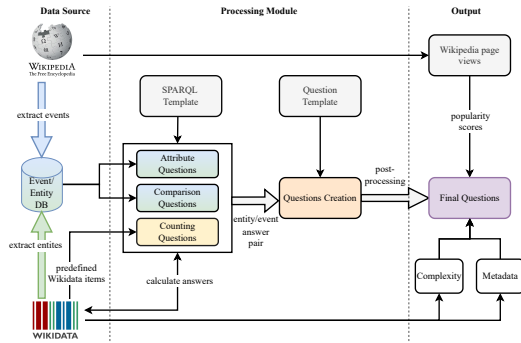 Data Source
Processing Module
Output
WIKIPEDIA
The Free Encyclopedia
Wikipedia page
views
extract events
SPARQL
Template
Question
Template
popularity
scores
Event/
Entity
DB
Attribute
Questions
Comparison
Questions
Counting
Questions
entity/event
answer
pair
Questions Creation
post-
processing
Final Questions
extract entites
predefined
Wikidata items
calculate answers
Complexity
Metadata
WIKIDATA